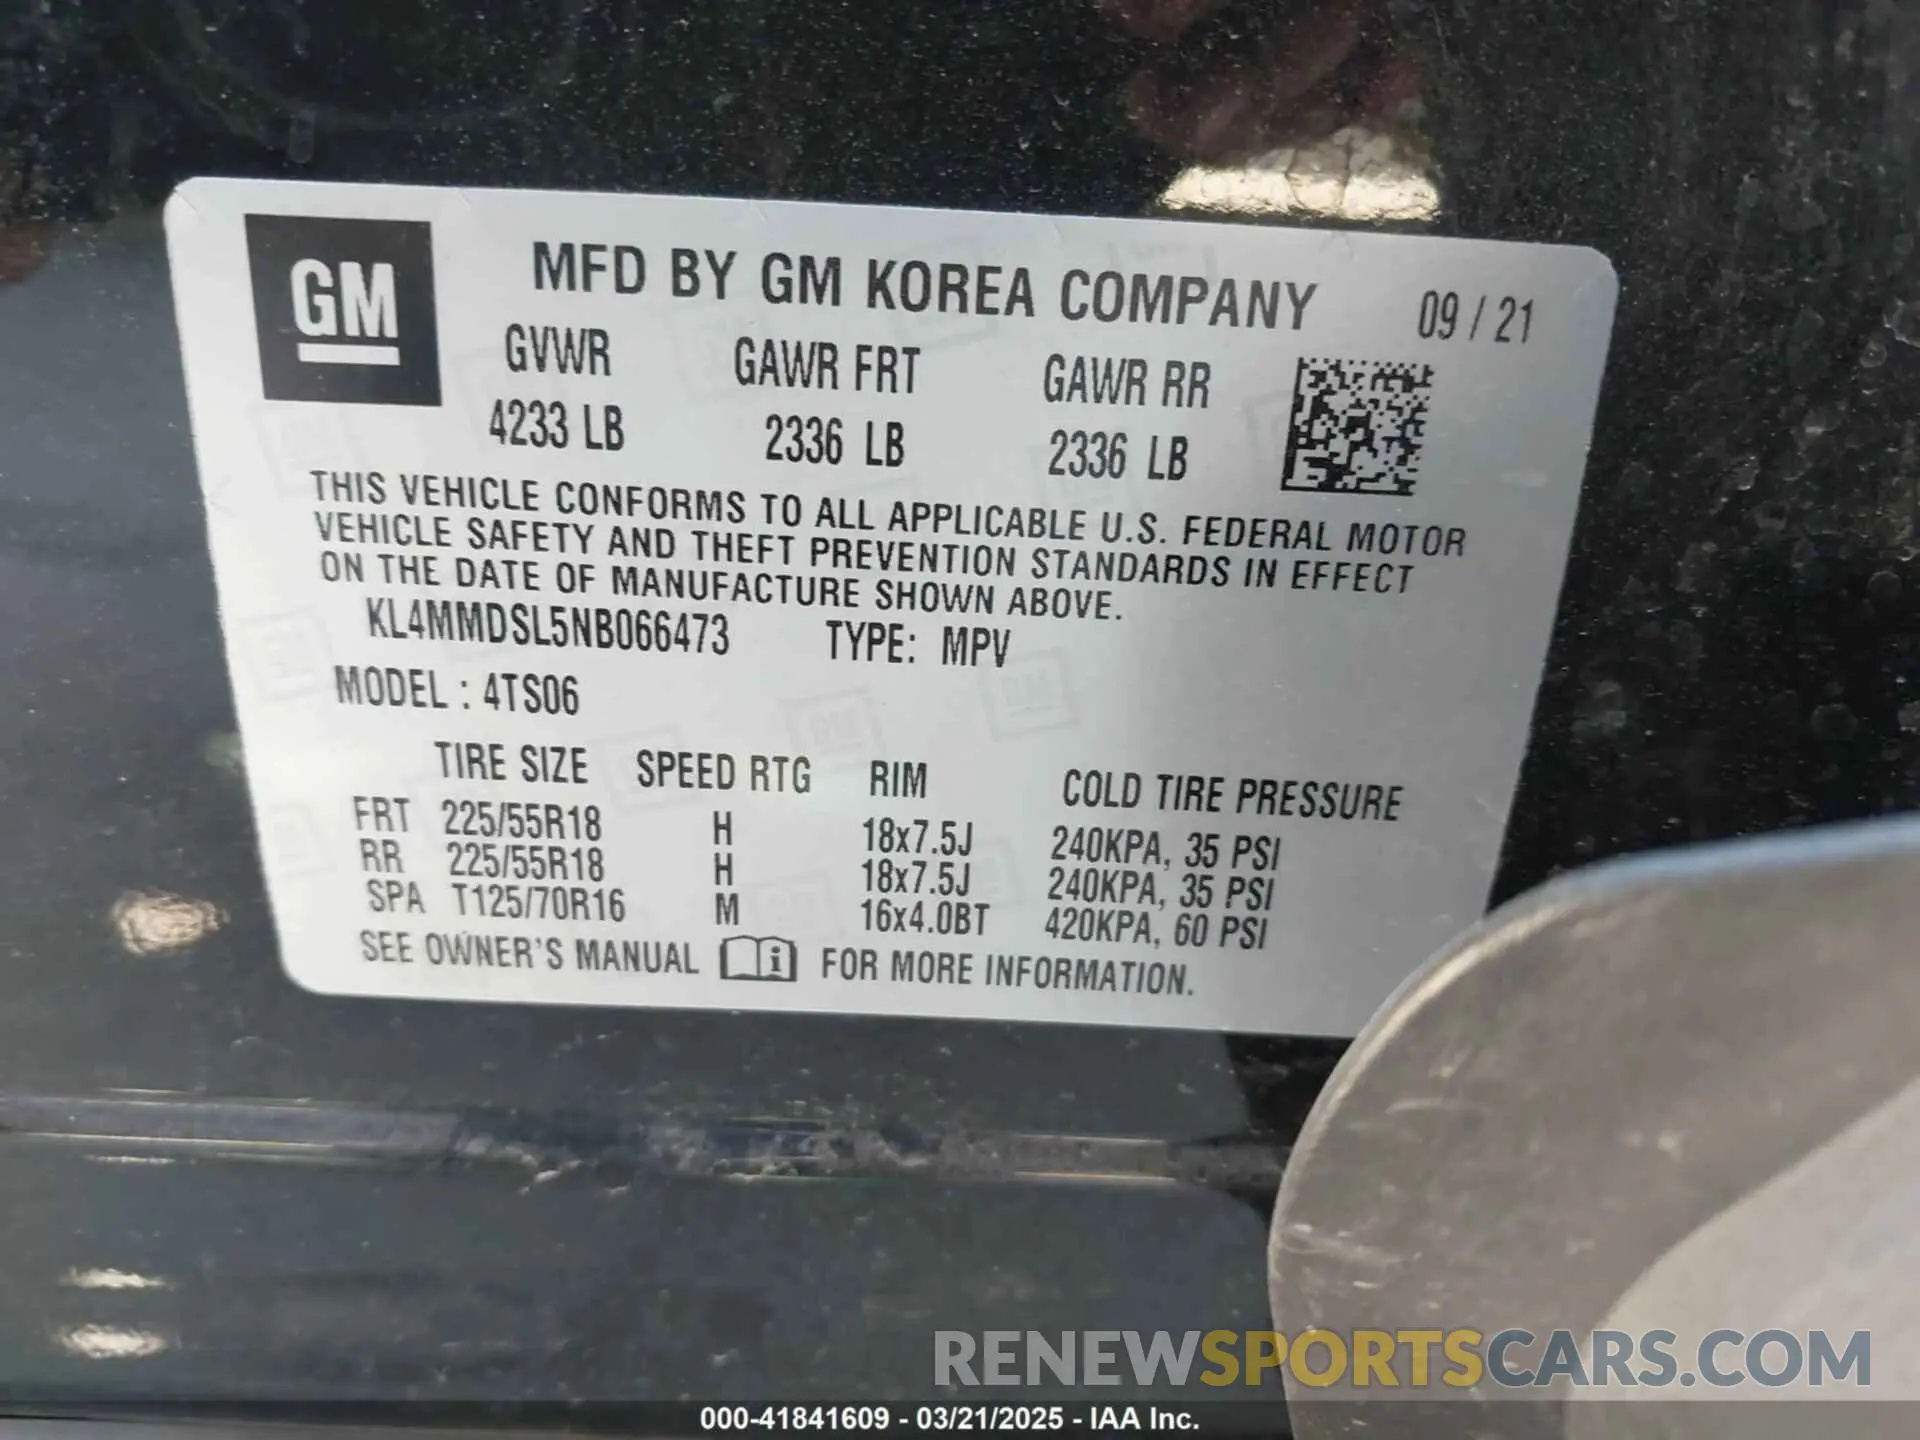 GM
MFD BY GM KOREA COMPANY 09 / 21
GVWR GAWR FRT GAWR RR
4233 LB 2336 LB 2336 LB
THIS VEHICLE CONFORMS TO ALL APPLICABLE U.S. FEDERAL MOTOR
VEHICLE SAFETY AND THEFT PREVENTION STANDARDS IN EFFECT
ON THE DATE OF MANUFACTURE SHOWN ABOVE.
KL4MMDSL5NB066473 TYPE: MPV
MODEL : 4TS06
TIRE SIZE SPEED RTG RIM COLD TIRE PRESSURE
FRT 225/55R18 H 18x7.5J 240KPA, 35 PSI
RR 225/55R18 H 18x7.5J 240KPA, 35 PSI
SPA T125/70R16 M 16x4.0BT 420KPA, 60 PSI
SEE OWNER'S MANUAL i FOR MORE INFORMATION.
RENEWSPORTSCARS.COM
000-41841609 - 03/21/2025 - IAA Inc.